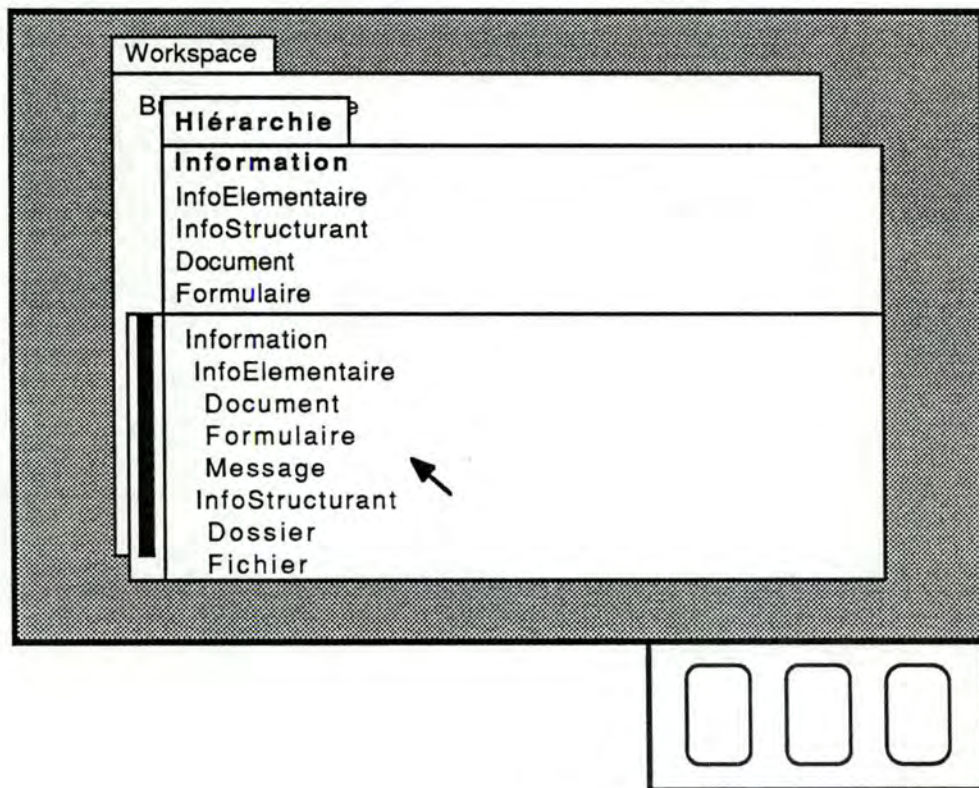 Workspace
Hiérarchie
Information
InfoElementaire
InfoStructurant
Document
Formulaire
Information
InfoElementaire
Document
Formulaire
Message
InfoStructurant
Dossier
Fichier